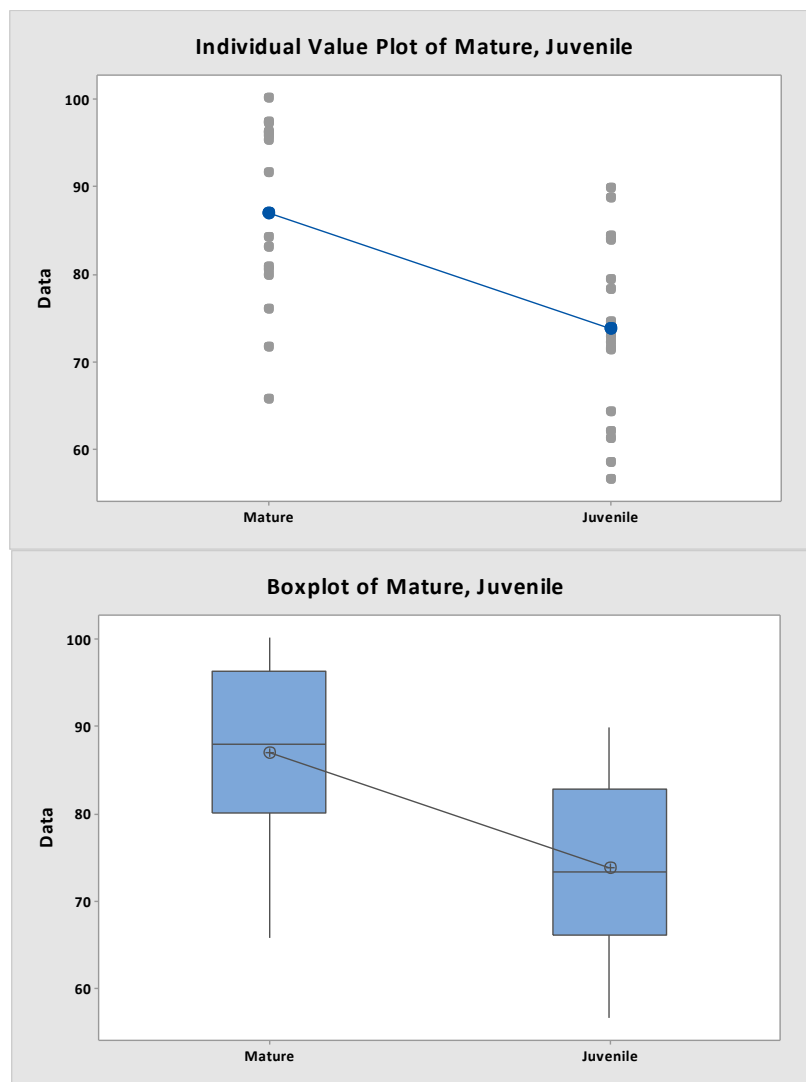 Individual Value Plot of Mature, Juvenile
100
90
80
70
60
Data
Mature Juvenile
Boxplot of Mature, Juvenile
100
90
80
70
60
Data
Mature Juvenile